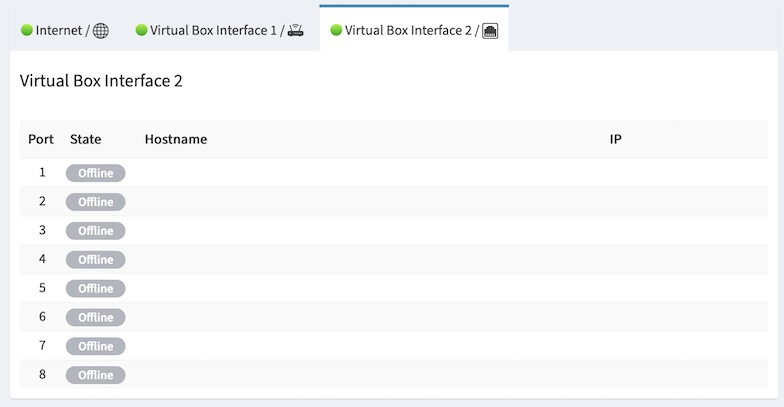 Internet / Virtual Box Interface 1 / Virtual Box Interface 2 /
Virtual Box Interface 2
Port State Hostname IP
1 Offline
2 Offline
3 Offline
4 Offline
5 Offline
6 Offline
7 Offline
8 Offline